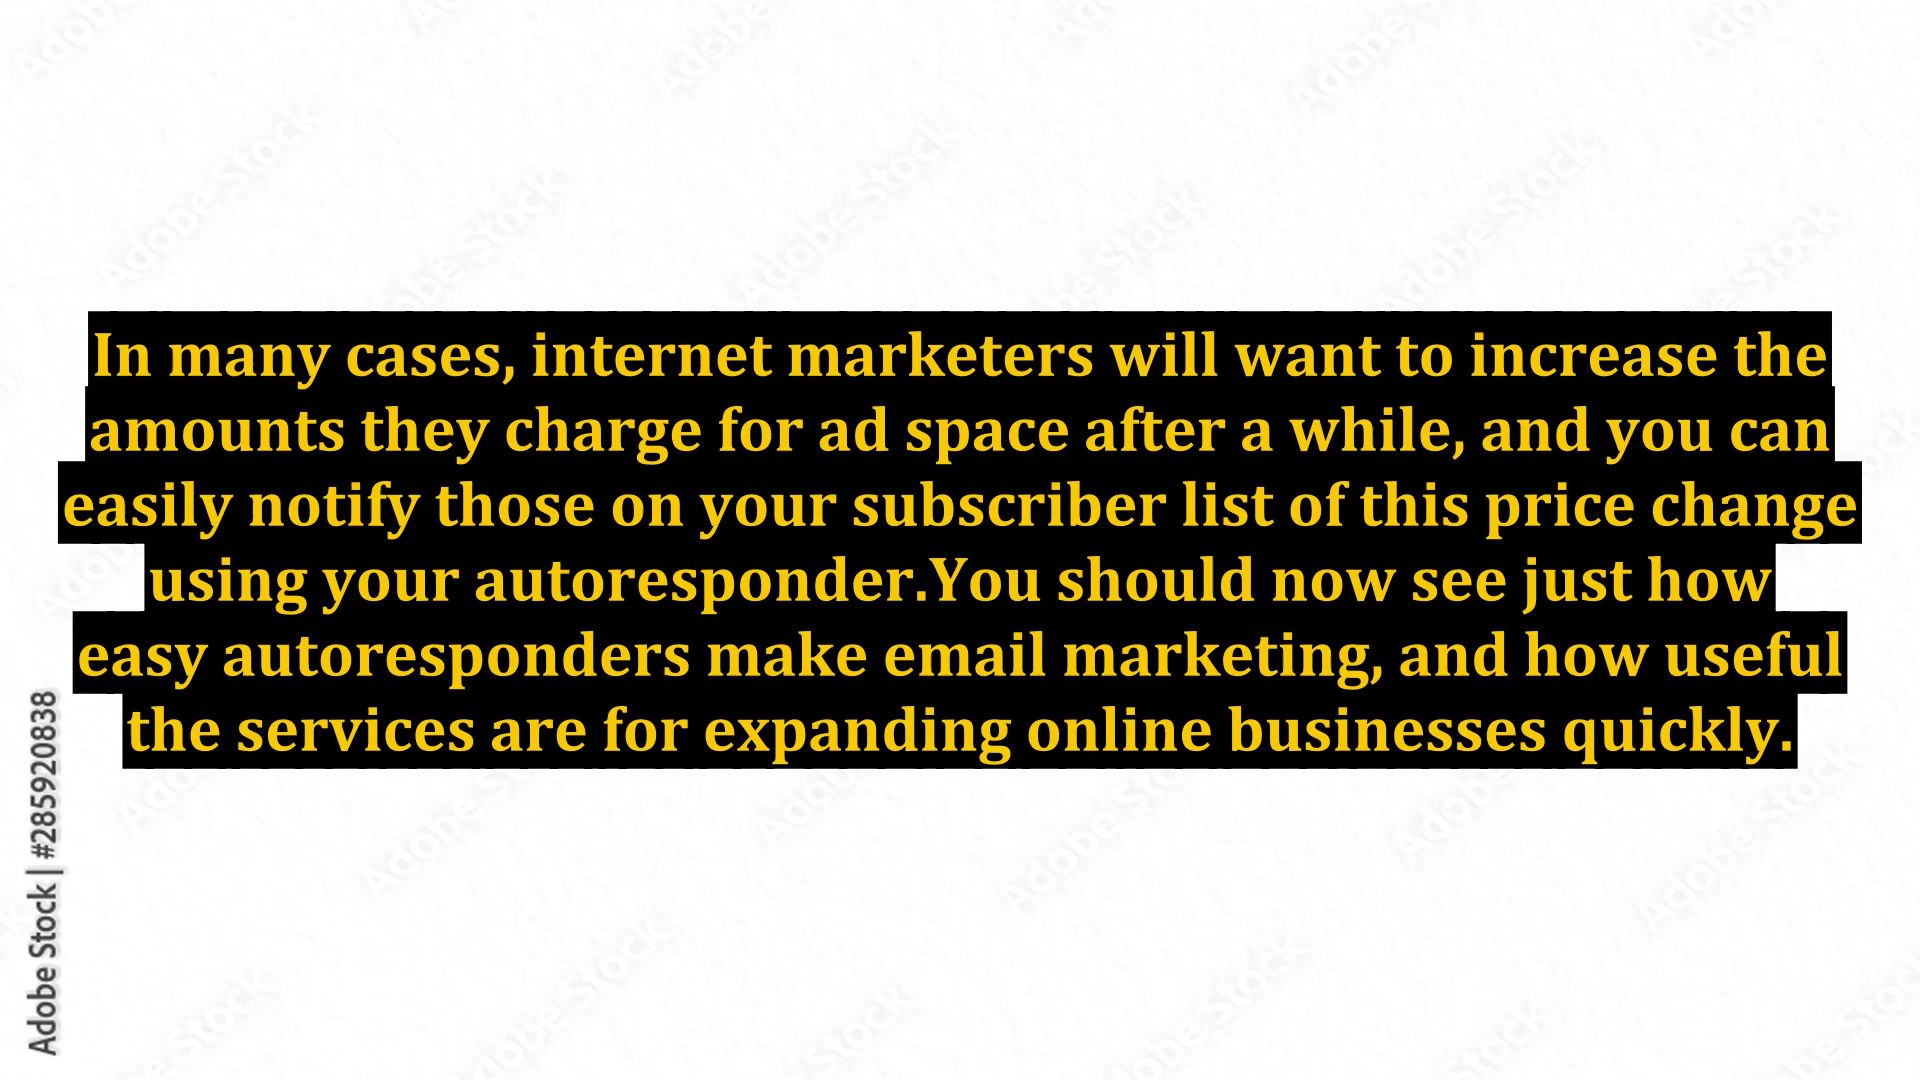 In many cases, internet marketers will want to increase the
amounts they charge for ad space after a while, and you can
easily notify those on your subscriber list of this price change
using your autoresponder.You should now see just how
easy autoresponders make email marketing, and how useful
the services are for expanding online businesses quickly.
Adobe Stock | #285920838